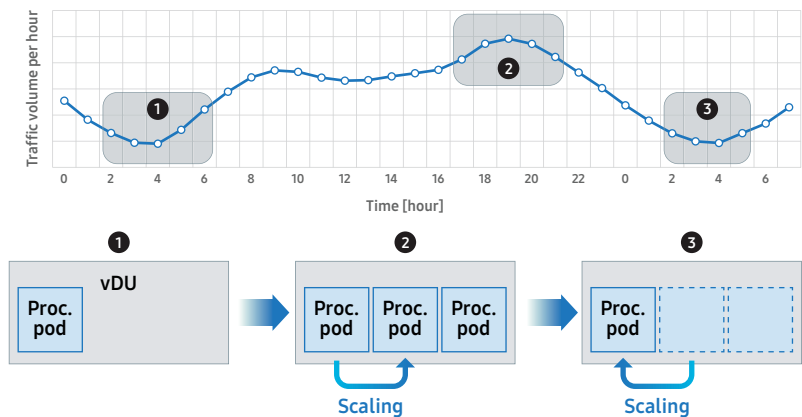 Traffic volume per hour
1
2
3
0 2 4 6 8 10 12 14 16 18 20 22 0 2 4 6
Time [hour]
1
2
3
vDU
Proc.
pod
Proc.
pod
Proc.
pod
Proc.
pod
Proc.
pod
Scaling
Scaling